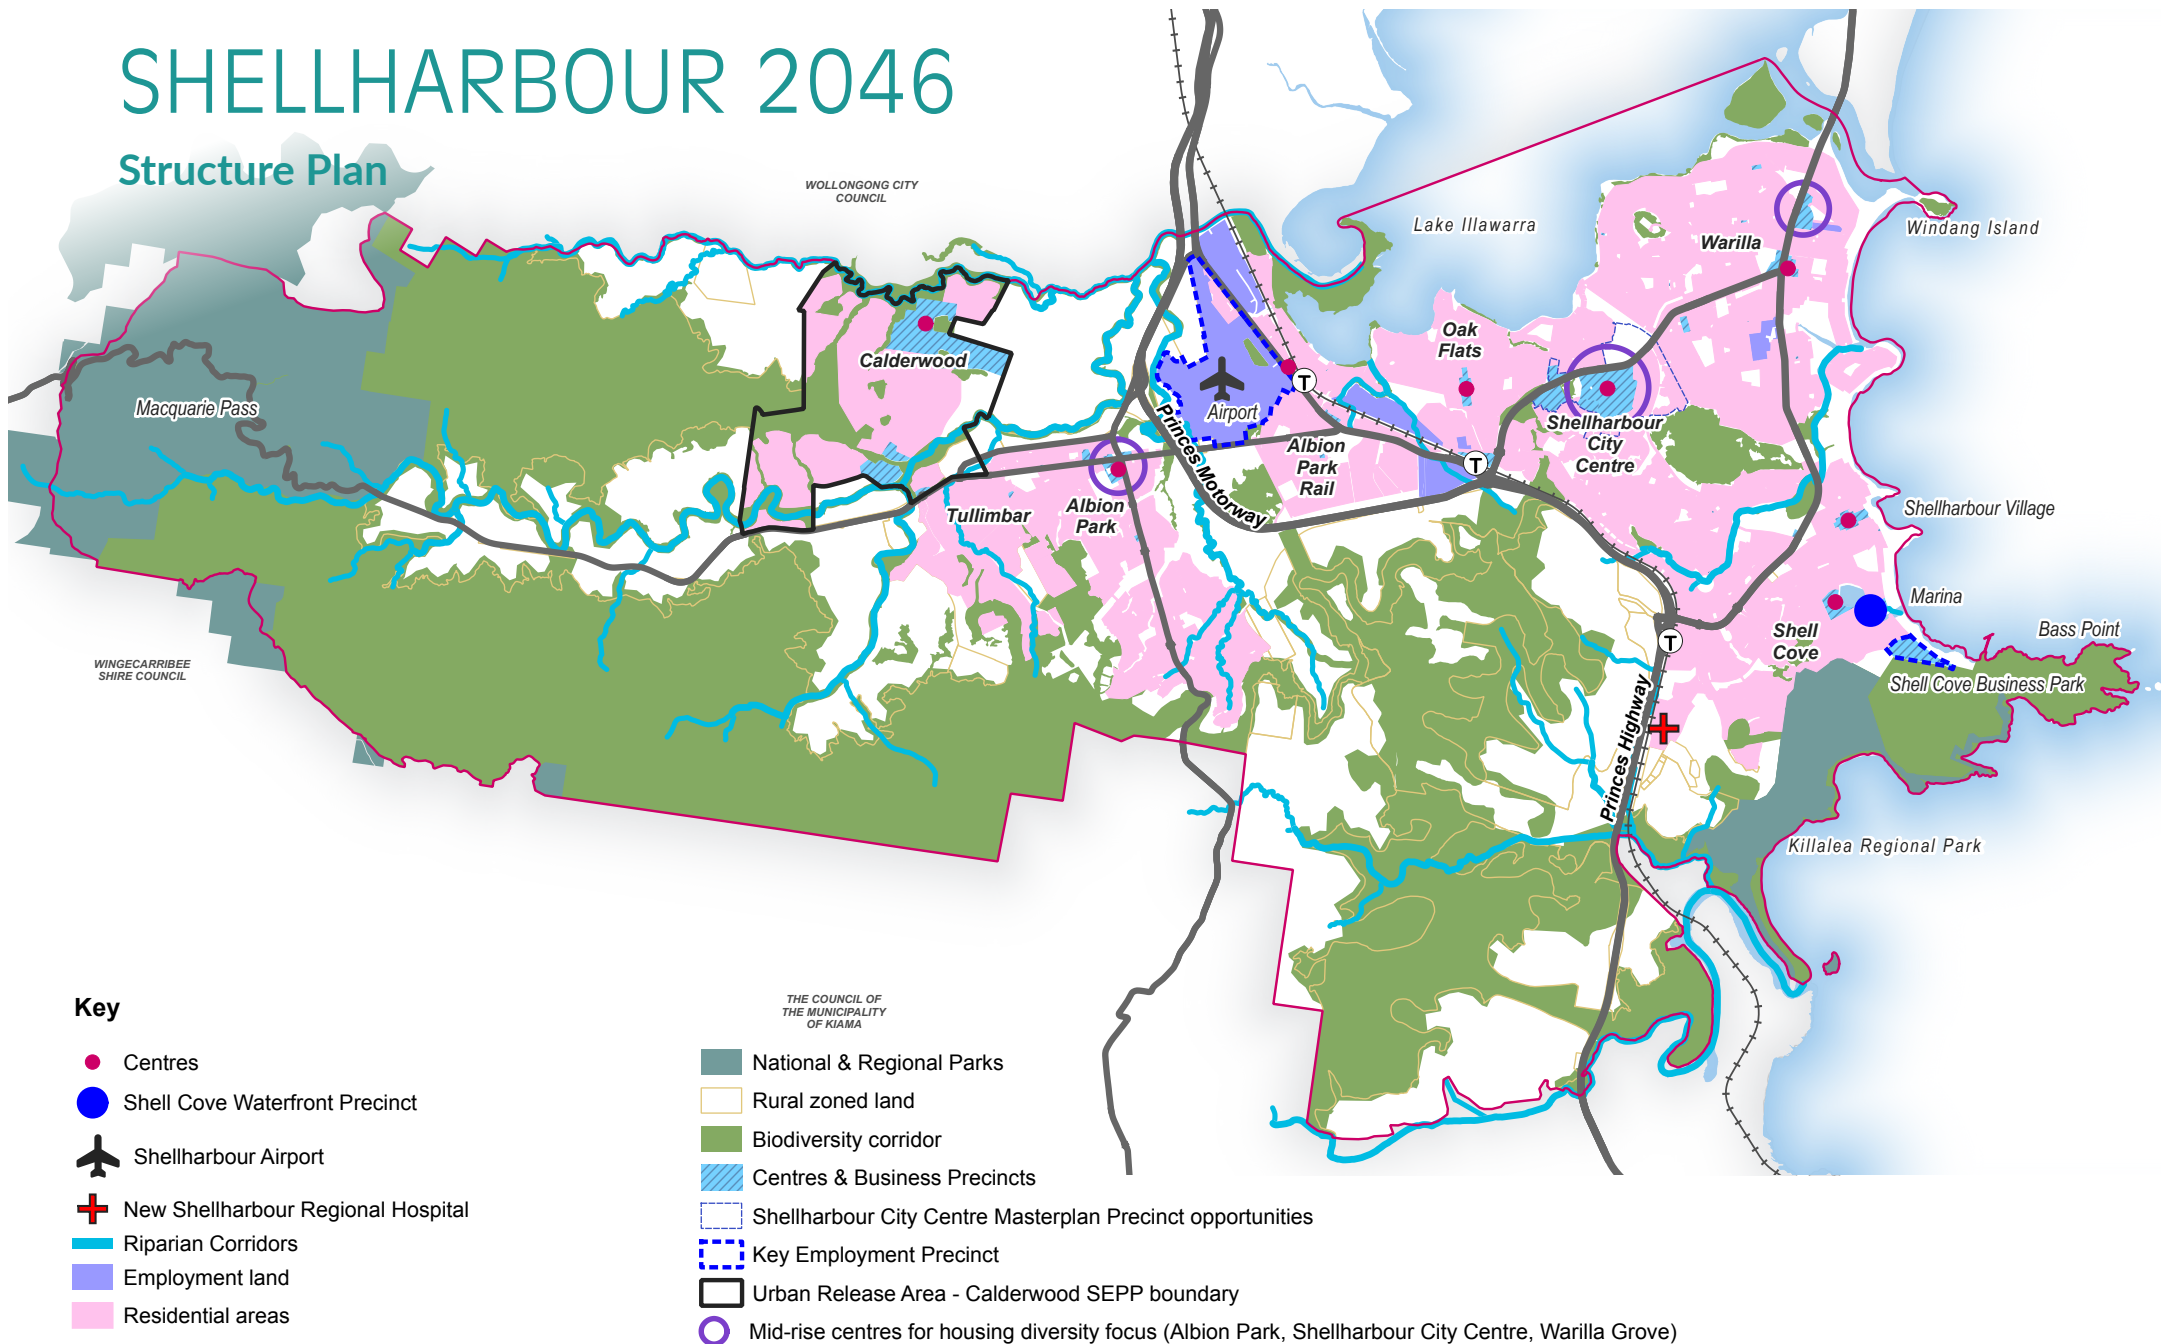 SHELLHARBOUR 2046
Structure Plan
WOLLONGONG CITY
COUNCIL
Lake Illawarra
Windang Island
Warilla
Oak
Flats
Calderwood
Macquarie Pass
Airport
Princes Motorway
Albion
Park
Rail
Shellharbour
City
Centre
T
T
T
Tullimbar
Albion
Park
Shellharbour Village
Marina
Bass Point
Shell
Cove
Shell Cove Business Park
WINGECARRIBEE
SHIRE COUNCIL
Princes Highway
Killalea Regional Park
THE COUNCIL OF
THE MUNICIPALITY
OF KIAMA
Key
Centres
Shell Cove Waterfront Precinct
Shellharbour Airport
New Shellharbour Regional Hospital
Riparian Corridors
Employment land
Residential areas
National & Regional Parks
Rural zoned land
Biodiversity corridor
Centres & Business Precincts
Shellharbour City Centre Masterplan Precinct opportunities
Key Employment Precinct
Urban Release Area - Calderwood SEPP boundary
Mid-rise centres for housing diversity focus (Albion Park, Shellharbour City Centre, Warilla Grove)